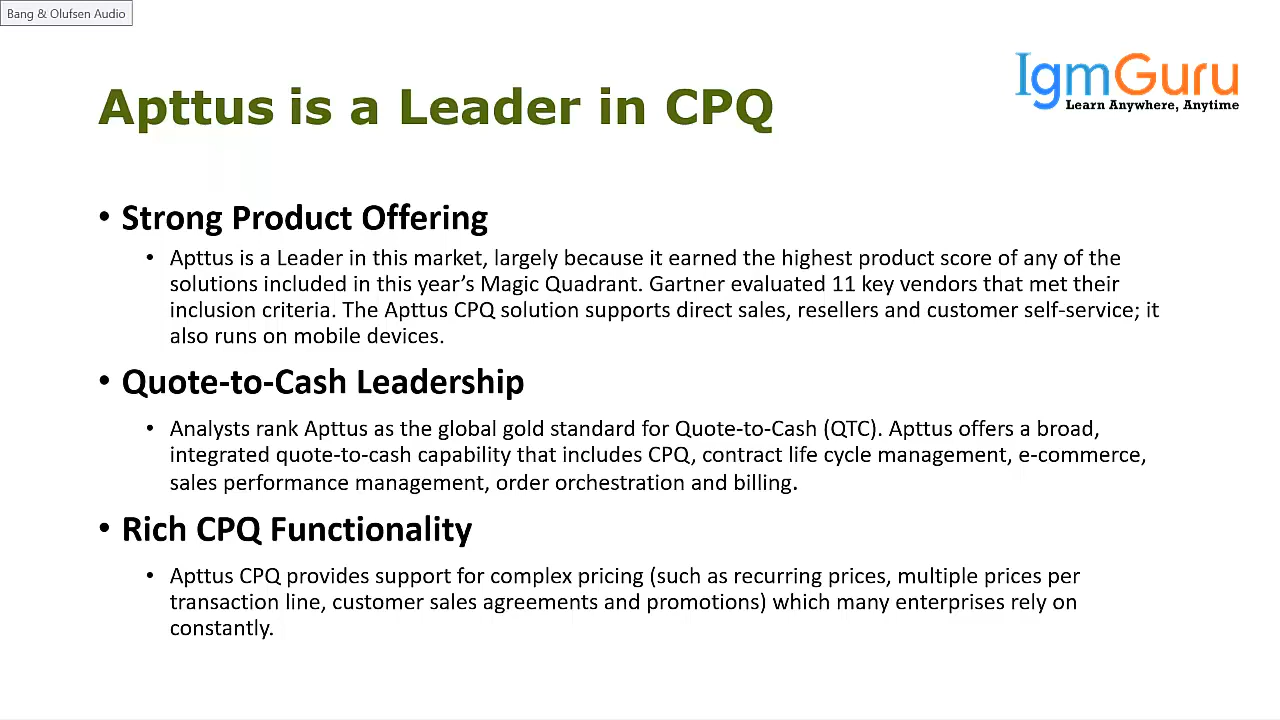 Bang & Olufsen Audio
IgmGuru
Learn Anywhere, Anytime
Apttus is a Leader in CPQ
• Strong Product Offering
• Apttus is a Leader in this market, largely because it earned the highest product score of any of the
solutions included in this year’s Magic Quadrant. Gartner evaluated 11 key vendors that met their
inclusion criteria. The Apttus CPQ solution supports direct sales, resellers and customer self-service; it
also runs on mobile devices.
• Quote-to-Cash Leadership
• Analysts rank Apttus as the global gold standard for Quote-to-Cash (QTC). Apttus offers a broad,
integrated quote-to-cash capability that includes CPQ, contract life cycle management, e-commerce,
sales performance management, order orchestration and billing.
• Rich CPQ Functionality
• Apttus CPQ provides support for complex pricing (such as recurring prices, multiple prices per
transaction line, customer sales agreements and promotions) which many enterprises rely on
constantly.